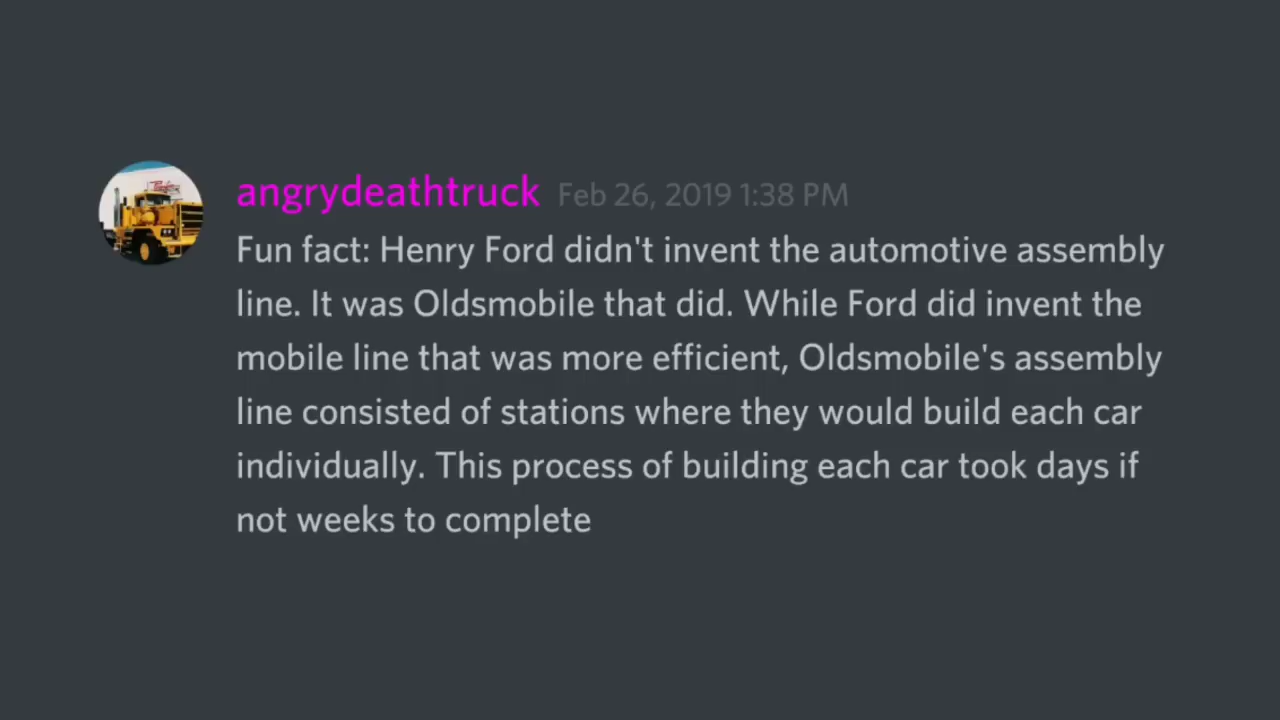 angrydeathtruck Feb 26, 2019 1:38 PM
Fun fact: Henry Ford didn't invent the automotive assembly
line. It was Oldsmobile that did. While Ford did invent the
mobile line that was more efficient, Oldsmobile's assembly
line consisted of stations where they would build each car
individually. This process of building each car took days if
not weeks to complete